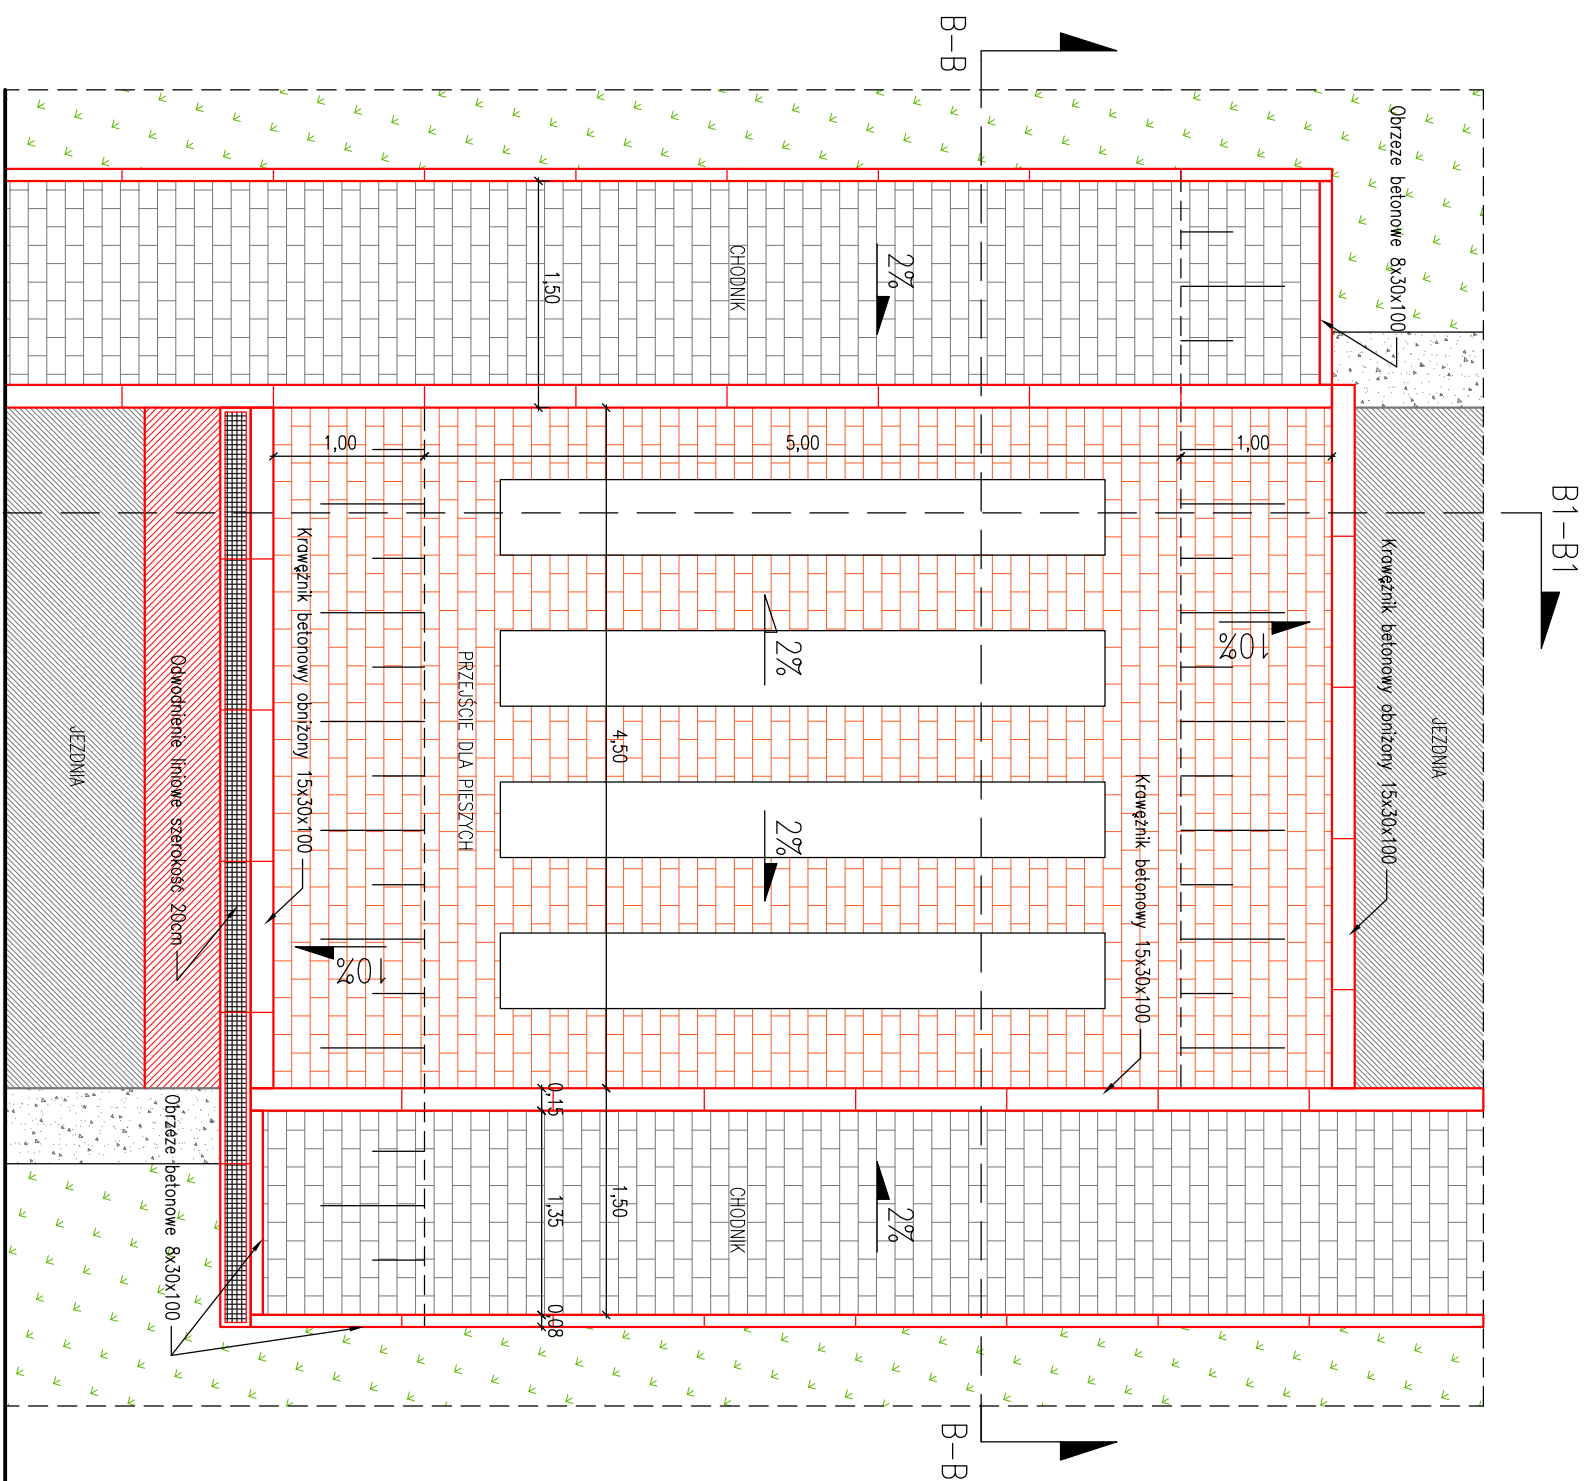 B-B
B1-B1
Obrzeże betonowe 8x30x100
CHODNIK
2%
1,50
1,00
5,00
1,00
JEZDNIA
Krawężnik betonowy obniżony 15x30x100
10%
2%
2%
4,50
PRZEJŚCIE DLA PIESZYCH
Krawężnik betonowy 15x30x100
Krawężnik betonowy obniżony 15x30x100
10%
Odwodnienie liniowe szerokość 20cm
JEZDNIA
0,15
1,35
0,08
1,50
CHODNIK
2%
Obrzeże betonowe 8x30x100
B-B